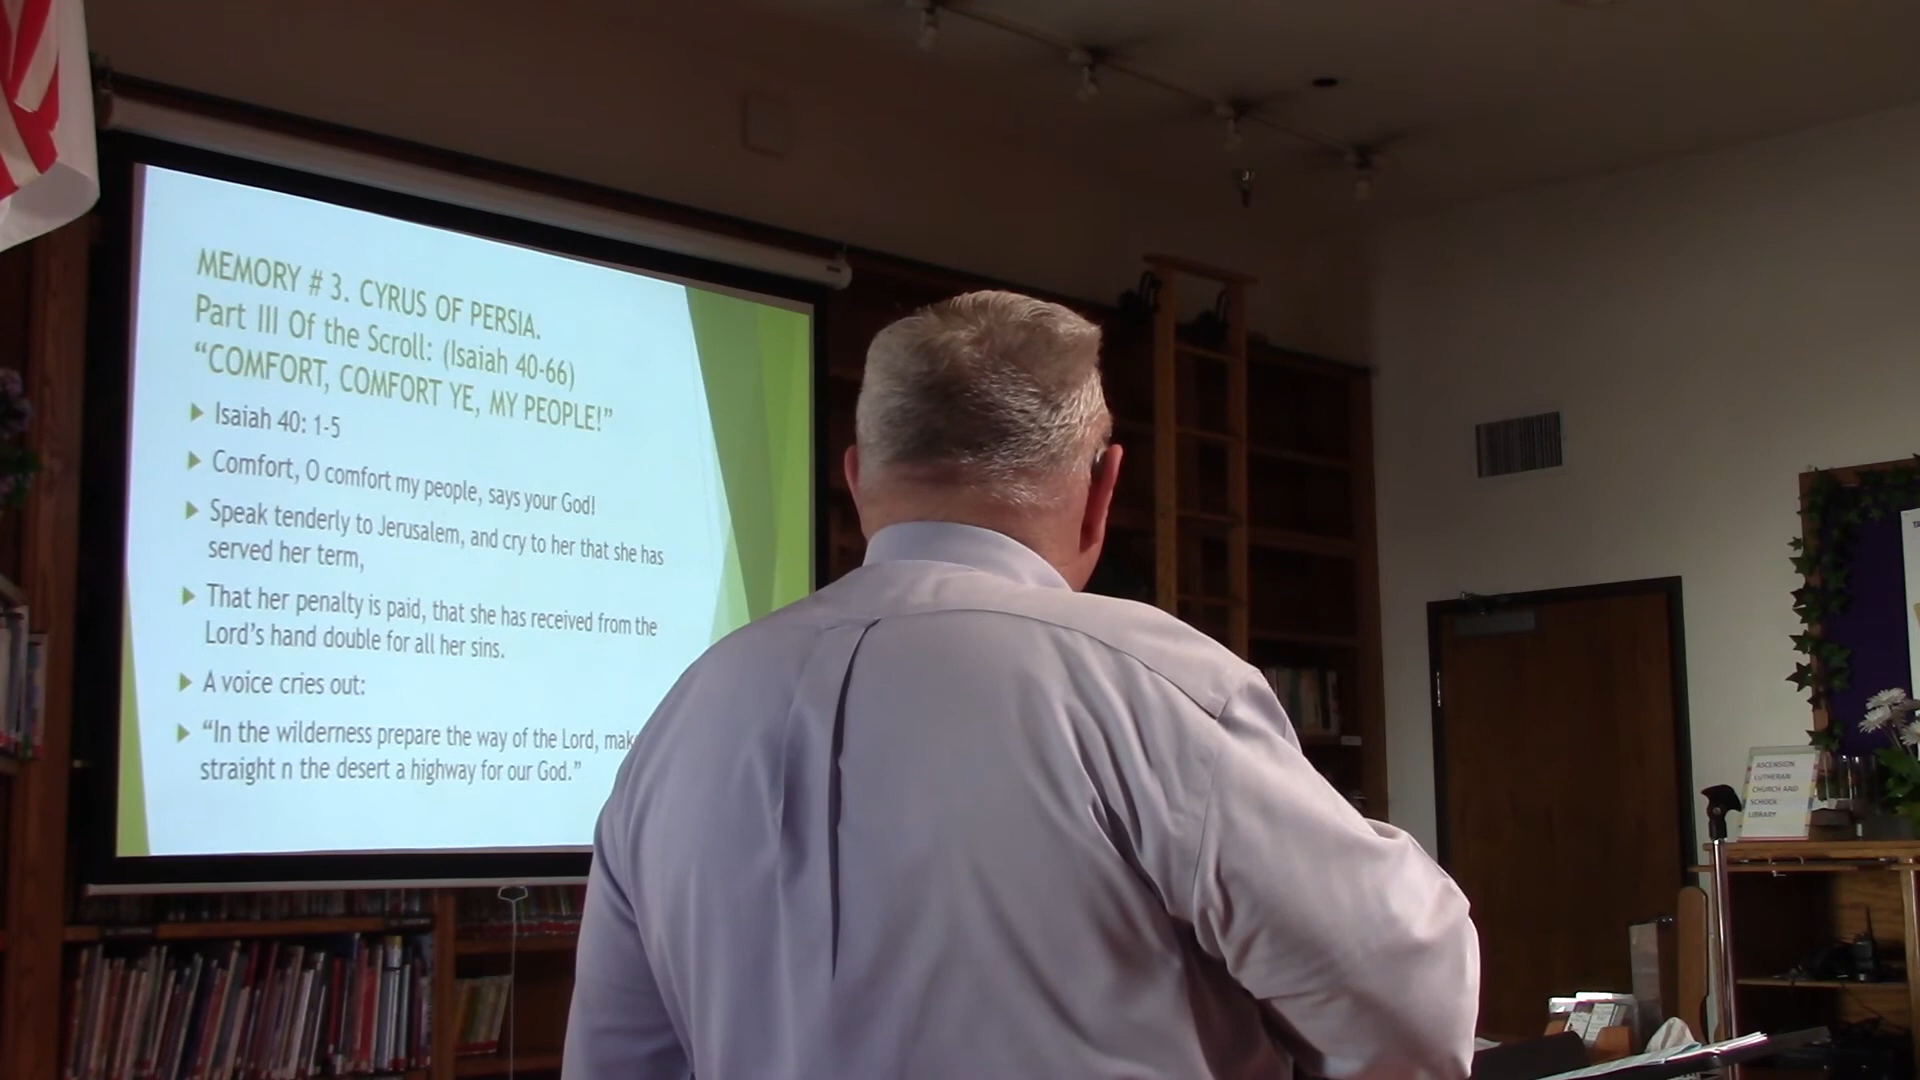 MEMORY # 3. CYRUS OF PERSIA.
Part III Of the Scroll: (Isaiah 40-66)
“COMFORT, COMFORT YE, MY PEOPLE!”
Isaiah 40: 1-5
Comfort, O comfort my people, says your God!
Speak tenderly to Jerusalem, and cry to her that she has
served her term,
That her penalty is paid, that she has received from the
Lord’s hand double for all her sins.
A voice cries out:
“In the wilderness prepare the way of the Lord,
straight n the desert a highway for our God.”
ASCENSION
LUTHERAN
CHURCH AND
SCHOOL
LIBRARY